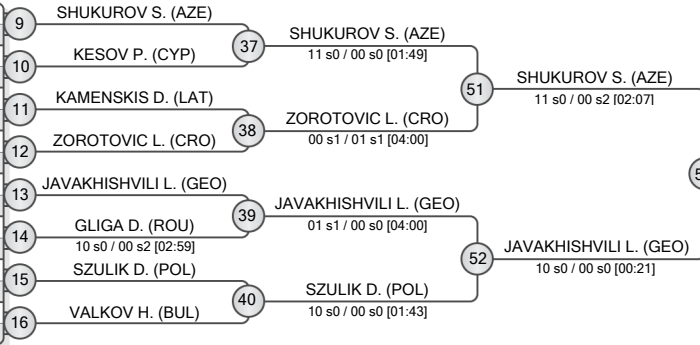 9
SHUKUROV S. (AZE)
10
KESOV P. (CYP)
11
KAMENSKIS D. (LAT)
12
ZOROTOVIC L. (CRO)
13
JAVAKHISHVILI L. (GEO)
14
GLIGA D. (ROU)
10 s0 / 00 s2 [02:59]
15
SZULIK D. (POL)
16
VALKOV H. (BUL)
37
SHUKUROV S. (AZE)
11 s0 / 00 s0 [01:49]
38
ZOROTOVIC L. (CRO)
00 s1 / 01 s1 [04:00]
39
JAVAKHISHVILI L. (GEO)
01 s1 / 00 s0 [04:00]
40
SZULIK D. (POL)
10 s0 / 00 s0 [01:43]
51
SHUKUROV S. (AZE)
11 s0 / 00 s2 [02:07]
52
JAVAKHISHVILI L. (GEO)
10 s0 / 00 s0 [00:21]